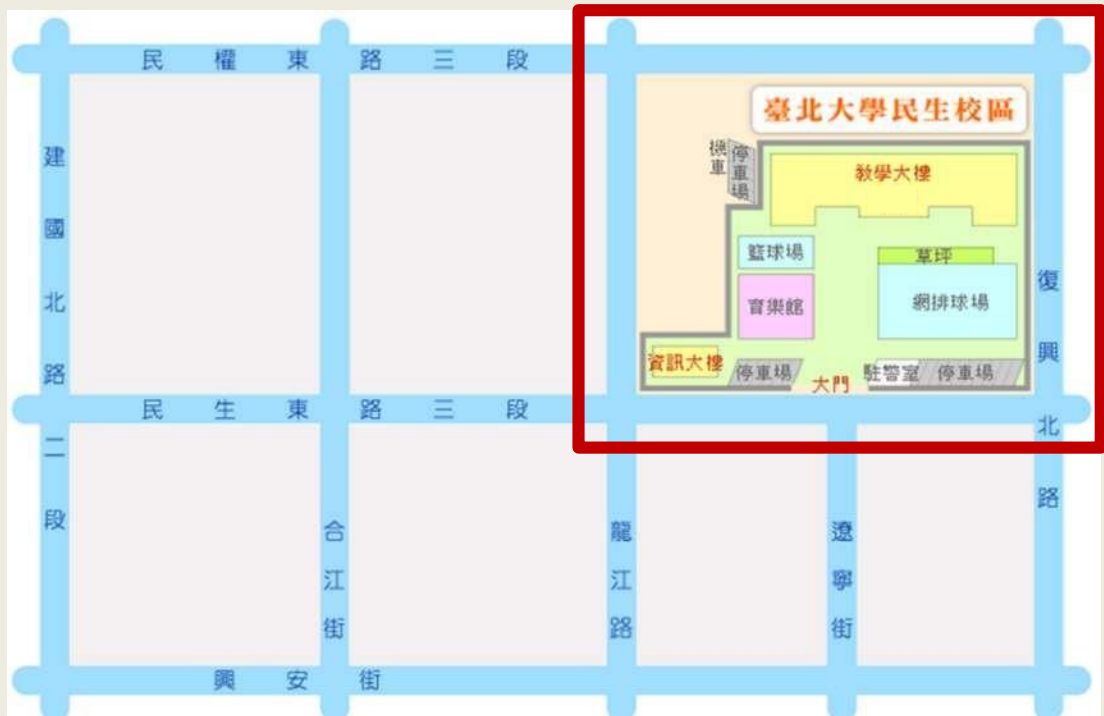 民權東路三段
臺北大學民生校區
機車
停車場
教學大樓
建國北路二段
籃球場
草坪
育樂館
網排球場
復興北路
資訊大樓
停車場
大門
駐警室
停車場
民生東路三段
合江街
龍江路
遼寧街
興安街